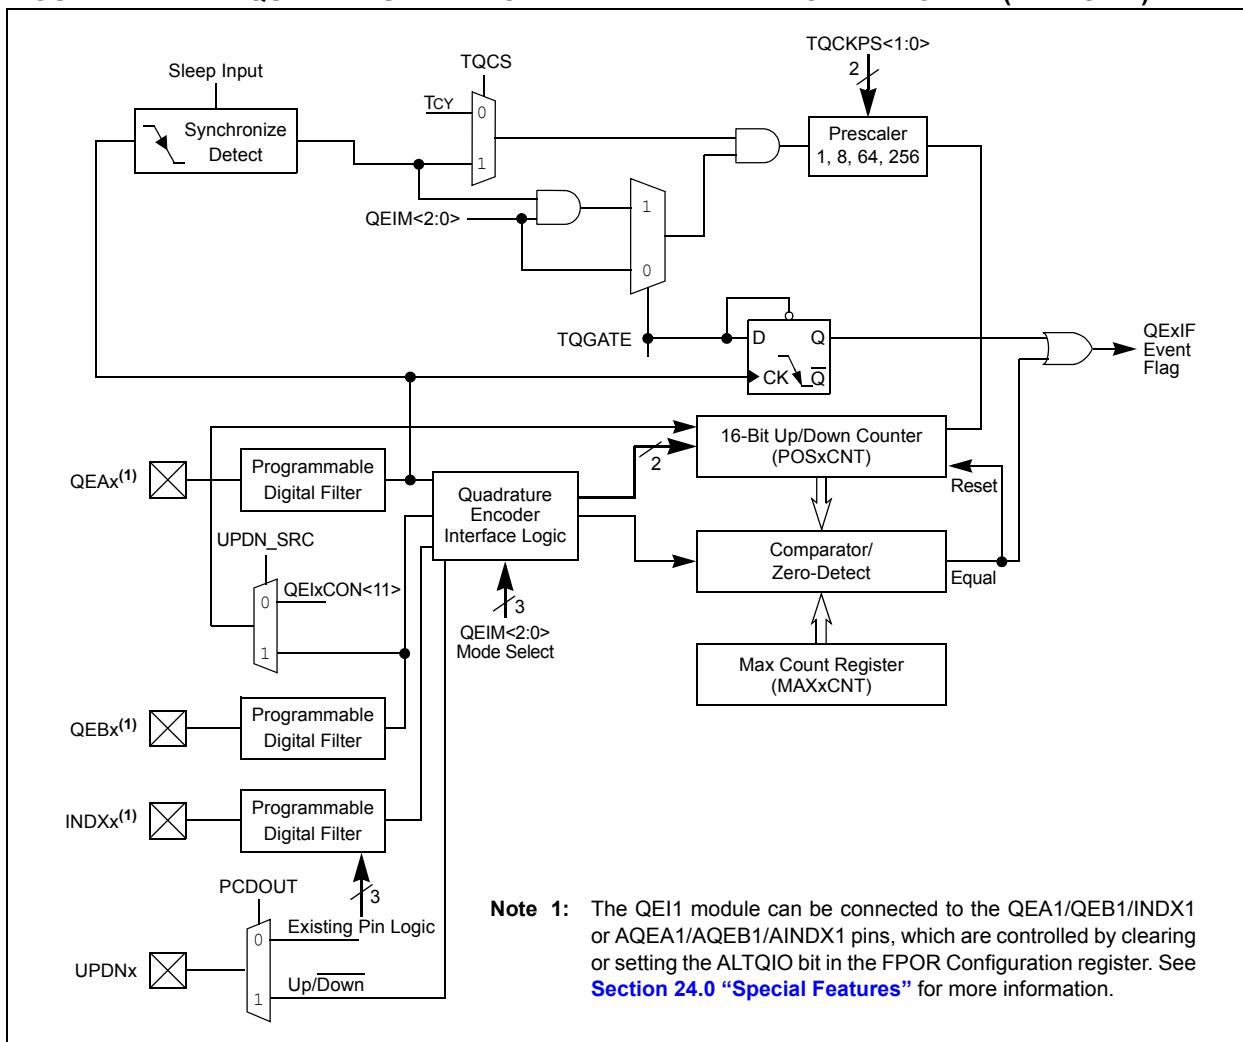 TQCKPS<1:0>
2
TQCS
Sleep Input
TCY
0
1
Synchronize
Detect
Prescaler
1, 8, 64, 256
QEIM<2:0>
1
0
TQGATE
D
Q
CK
Q
QExIF
Event
Flag
16-Bit Up/Down Counter
(POSxCNT)
2
QEAx(1)
Programmable
Digital Filter
Quadrature
Encoder
Interface Logic
Reset
UPDN_SRC
0
QEIxCON<11>
1
Comparator/
Zero-Detect
Equal
3
QEIM<2:0>
Mode Select
Max Count Register
(MAXxCNT)
QEBx(1)
Programmable
Digital Filter
INDXx(1)
Programmable
Digital Filter
3
PCDOUT
0
Existing Pin Logic
UPDNx
Up/Down
1
Note 1: The QEI1 module can be connected to the QEA1/QEB1/INDX1
or AQEA1/AQEB1/AINDX1 pins, which are controlled by clearing
or setting the ALTQIO bit in the FPOR Configuration register. See
Section 24.0 “Special Features” for more information.